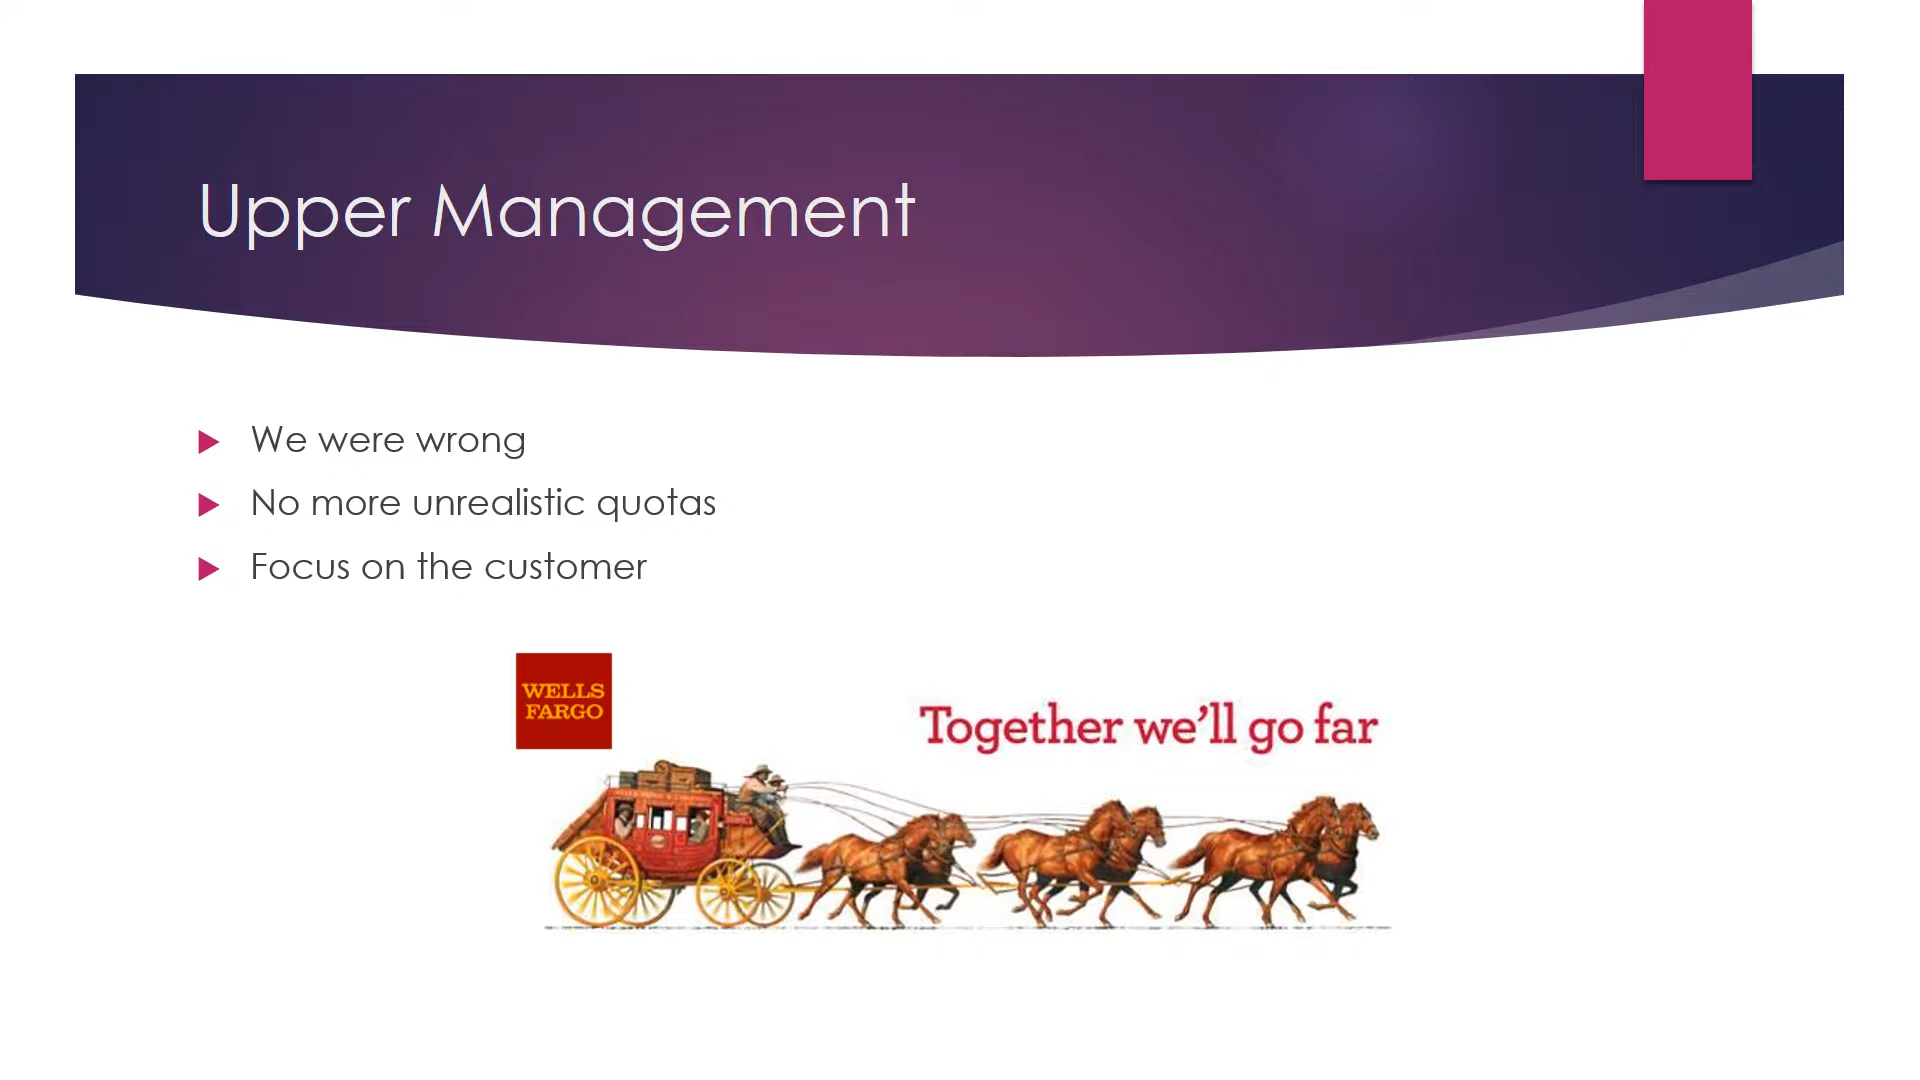 Upper Management
We were wrong
No more unrealistic quotas
Focus on the customer
WELLS
FARGO
Together we'll go far